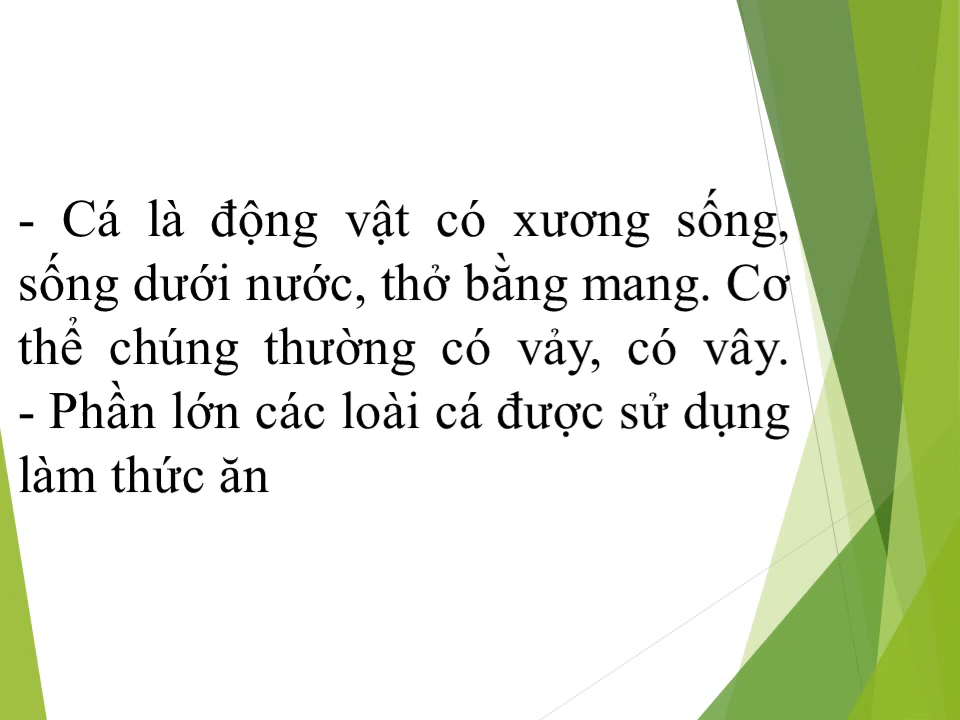 - Cá là động vật có xương sống,
sống dưới nước, thở bằng mang. Cơ
thể chúng thường có vảy, có vây.
- Phần lớn các loài cá được sử dụng
làm thức ăn